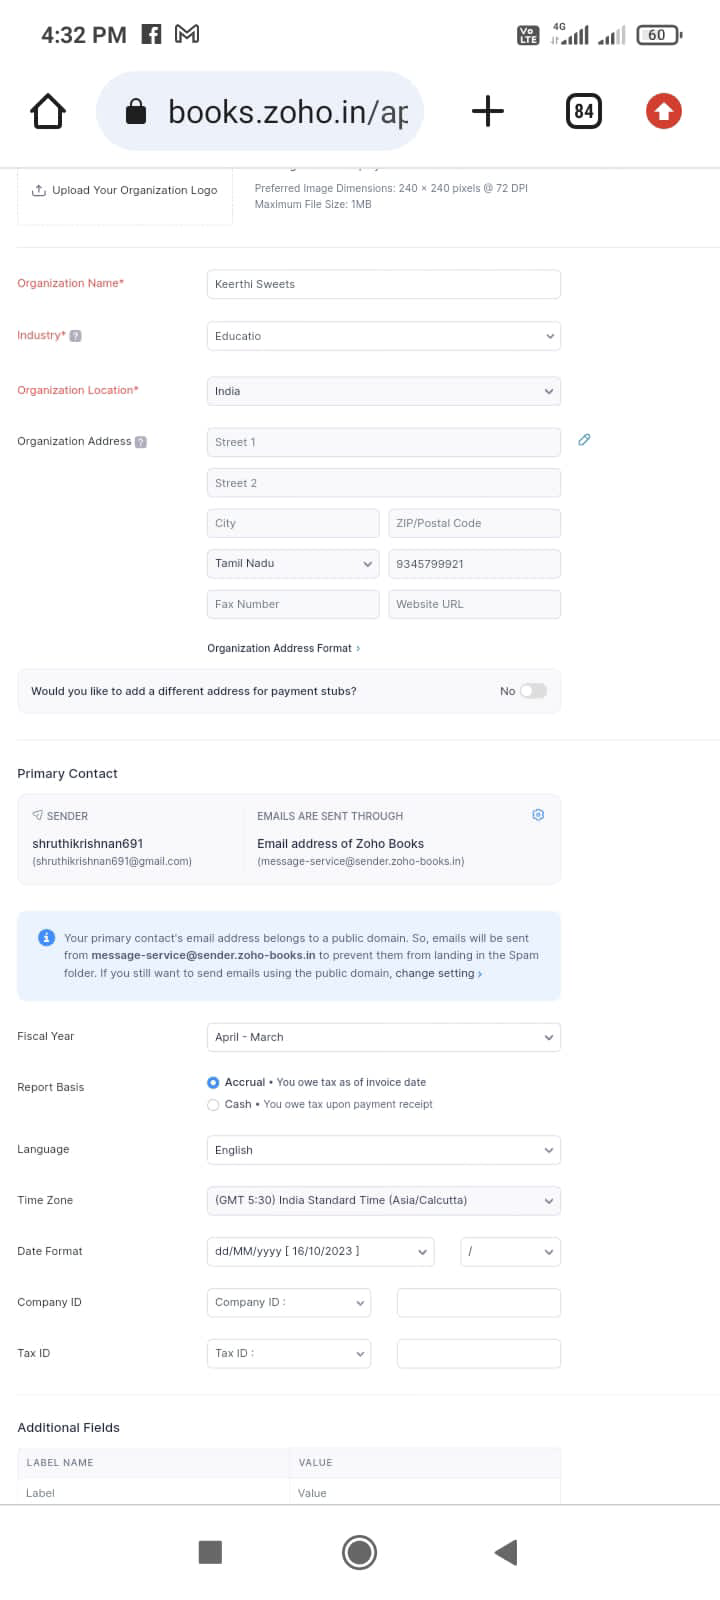 4:32 PM
Vo LTE 4G 60
books.zoho.in/ap
84
Upload Your Organization Logo
Preferred Image Dimensions: 240 × 240 pixels @ 72 DPI
Maximum File Size: 1MB
Organization Name* Keerthi Sweets
Industry* ? Educatio
Organization Location* India
Organization Address ? Street 1
Street 2
City ZIP/Postal Code
Tamil Nadu 9345799921
Fax Number Website URL
Organization Address Format ›
Would you like to add a different address for payment stubs? No
Primary Contact
SENDER EMAILS ARE SENT THROUGH
shruthikrishnan691 Email address of Zoho Books
(shruthikrishnan691@gmail.com) (message-service@sender.zoho-books.in)
Your primary contact's email address belongs to a public domain. So, emails will be sent
from message-service@sender.zoho-books.in to prevent them from landing in the Spam
folder. If you still want to send emails using the public domain, change setting ›
Fiscal Year April - March
Report Basis Accrual • You owe tax as of invoice date
Cash • You owe tax upon payment receipt
Language English
Time Zone (GMT 5:30) India Standard Time (Asia/Calcutta)
Date Format dd/MM/yyyy [ 16/10/2023 ] /
Company ID Company ID :
Tax ID Tax ID :
Additional Fields
LABEL NAME VALUE
Label Value